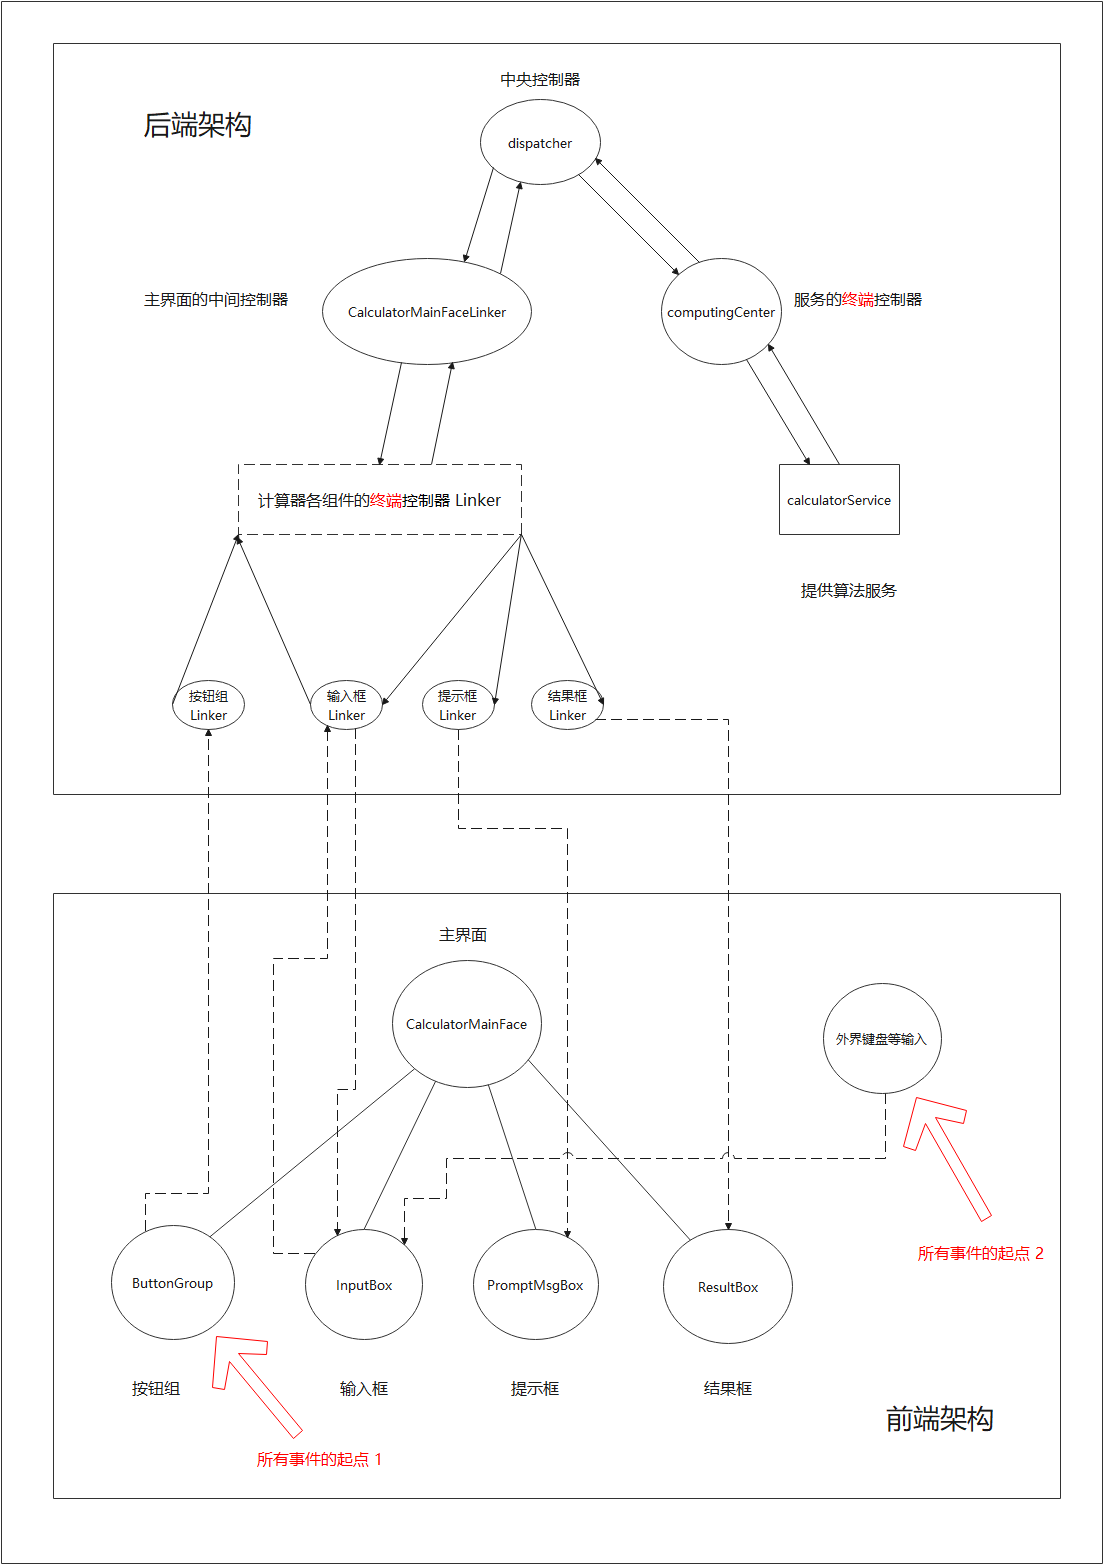 中央控制器
后端架构
dispatcher
主界面的中间控制器
CalculatorMainFaceLinker
computingCenter
服务的终端控制器
计算器各组件的终端控制器 Linker
calculatorService
提供算法服务
按钮组
Linker
输入框
Linker
提示框
Linker
结果框
Linker
主界面
CalculatorMainFace
外界键盘等输入
所有事件的起点 2
ButtonGroup
InputBox
PromptMsgBox
ResultBox
按钮组
输入框
提示框
结果框
前端架构
所有事件的起点 1